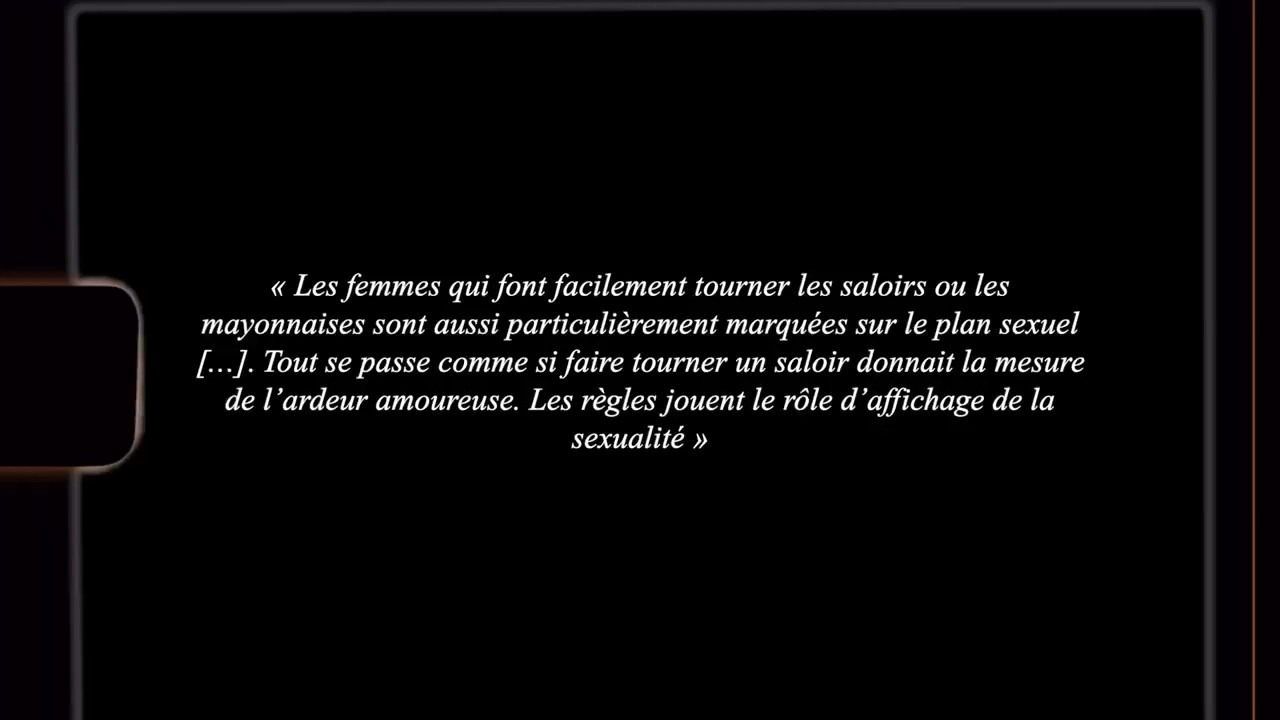 « Les femmes qui font facilement tourner les saloirs ou les
mayonnaises sont aussi particulièrement marquées sur le plan sexuel
[…]. Tout se passe comme si faire tourner un saloir donnait la mesure
de l’ardeur amoureuse. Les règles jouent le rôle d’affichage de la
sexualité »